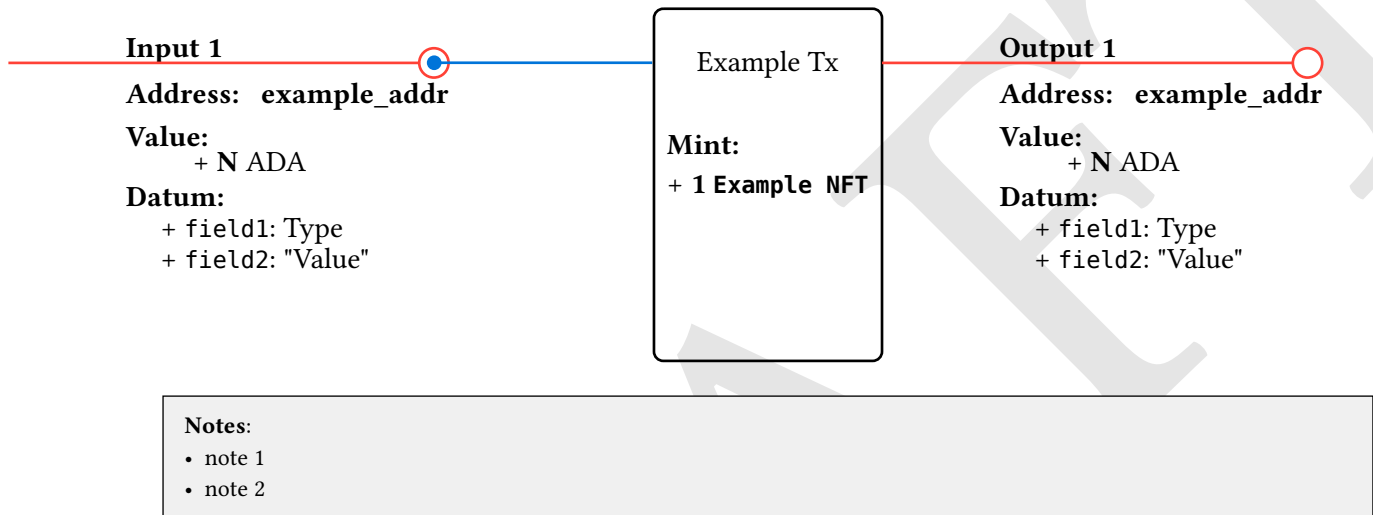 Input 1
Address: example_addr
Value:
+ N ADA
Datum:
+ field1: Type
+ field2: "Value"
Example Tx
Mint:
+ 1 Example NFT
Output 1
Address: example_addr
Value:
+ N ADA
Datum:
+ field1: Type
+ field2: "Value"
Notes:
• note 1
• note 2